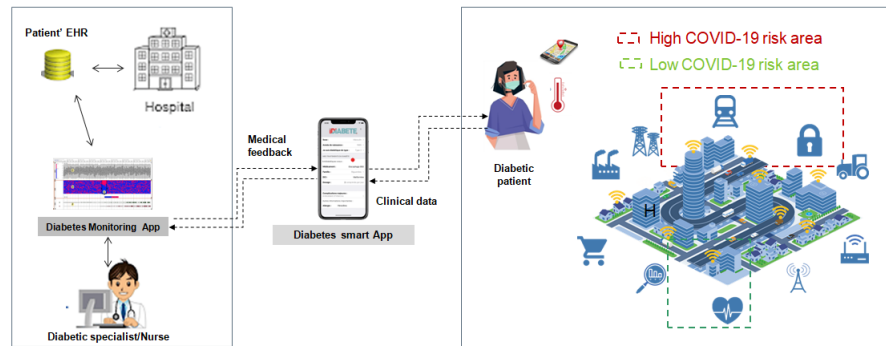 Patient' EHR
Hospital
Diabetes Monitoring App
Diabetic specialist/Nurse
Medical
feedback
DIABETE
Clinical data
Diabetes smart App
Diabetic
patient
High COVID-19 risk area
Low COVID-19 risk area
H